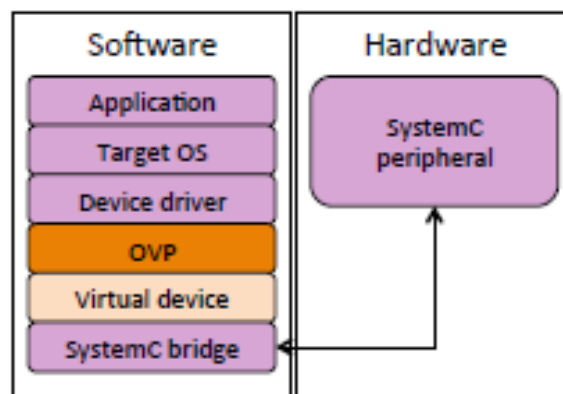 Software
Application
Target OS
Device driver
OVP
Virtual device
SystemC bridge
Hardware
SystemC
peripheral